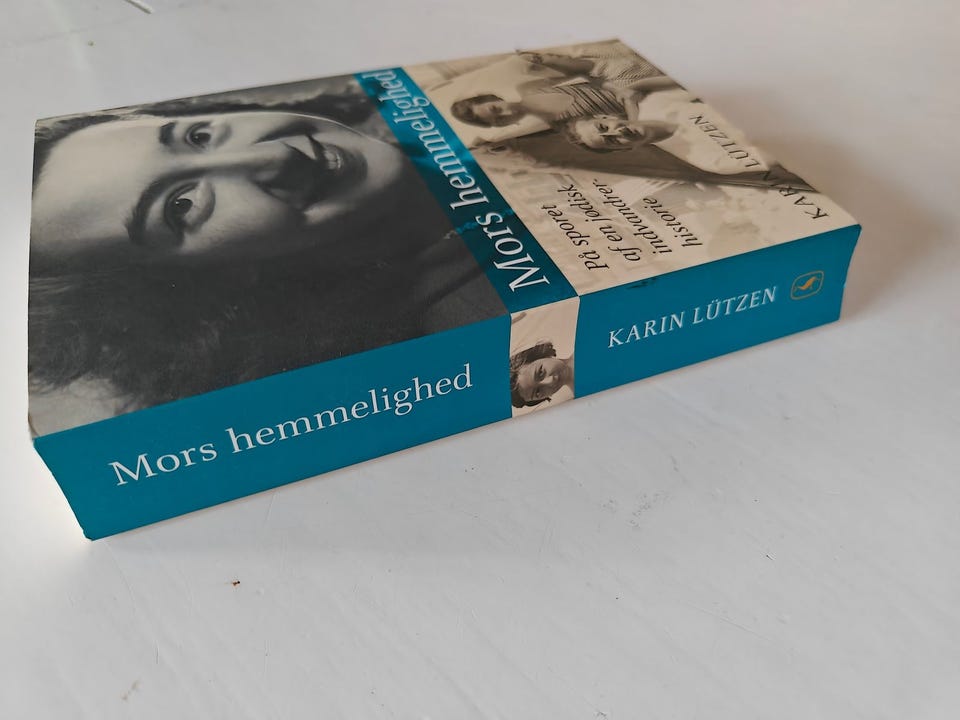 Mors hemmelighed
På sporet
af en jødisk
indvandrer-
historie
KARIN LÜTZEN
Mors hemmelighed
KARIN LÜTZEN